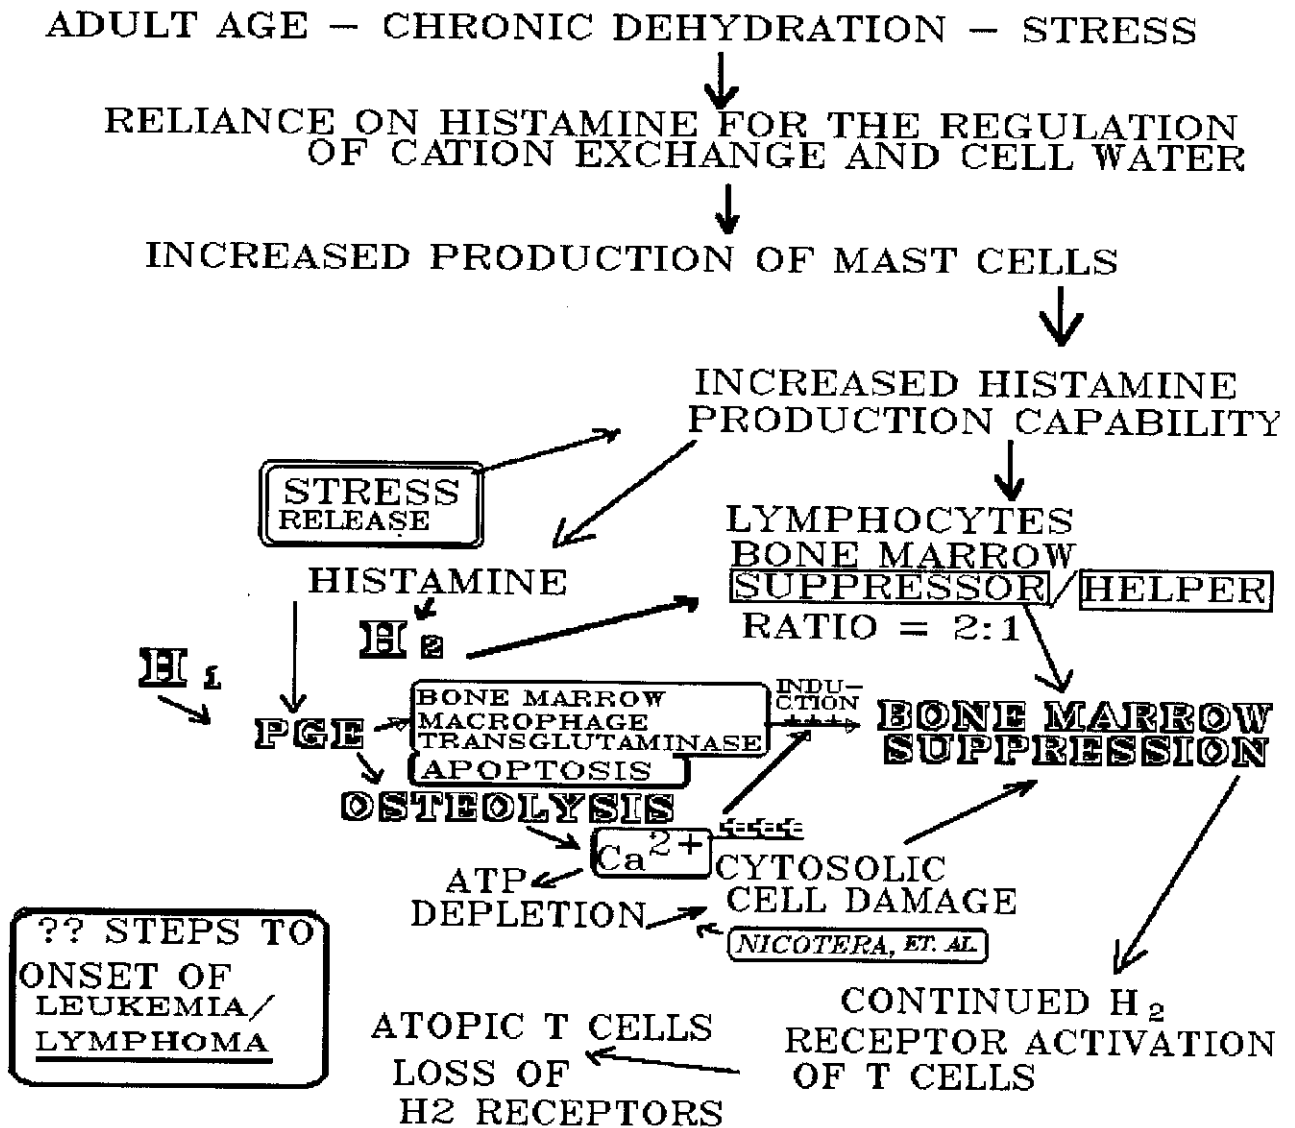 ADULT AGE – CHRONIC DEHYDRATION – STRESS
RELIANCE ON HISTAMINE FOR THE REGULATION
OF CATION EXCHANGE AND CELL WATER
INCREASED PRODUCTION OF MAST CELLS
INCREASED HISTAMINE
PRODUCTION CAPABILITY
STRESS
RELEASE
LYMPHOCYTES
BONE MARROW
SUPPRESSOR/HELPER
RATIO = 2:1
HISTAMINE
H2
H1
PGE
BONE MARROW
MACROPHAGE
TRANSGLUTAMINASE
APOPTOSIS
INDU–
CTION
++++
BONE MARROW
SUPPRESSION
OSTEOLYSIS
Ca2+
ATP
DEPLETION
CYTOSOLIC
CELL DAMAGE
NICOTERA, ET. AL.
?? STEPS TO
ONSET OF
LEUKEMIA/
LYMPHOMA
CONTINUED H2
RECEPTOR ACTIVATION
OF T CELLS
ATOPIC T CELLS
LOSS OF
H2 RECEPTORS